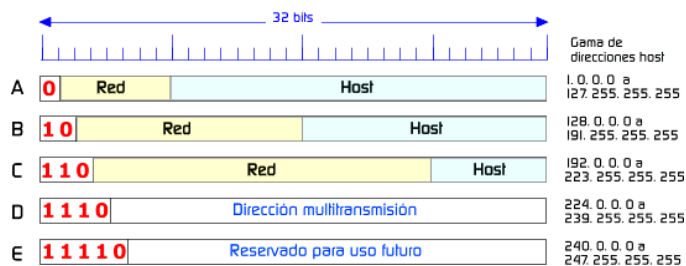 32 bits
Gama de
direcciones host
A 0 Red Host 1. 0. 0. 0 a
127. 255. 255. 255
B 1 0 Red Host 128. 0. 0. 0 a
191. 255. 255. 255
C 1 1 0 Red Host 192. 0. 0. 0 a
223. 255. 255. 255
D 1 1 1 0 Dirección multitransmisión 224. 0. 0. 0 a
239. 255. 255. 255
E 1 1 1 1 0 Reservado para uso futuro 240. 0. 0. 0 a
247. 255. 255. 255